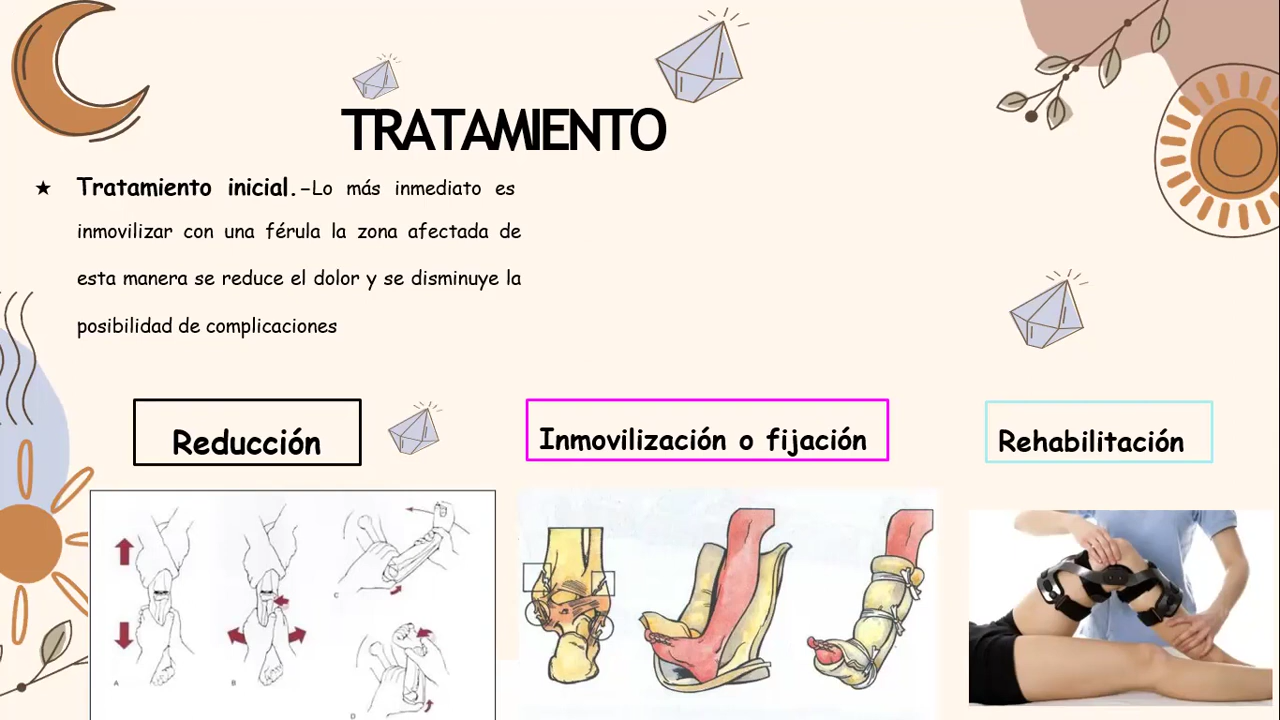 TRATAMIENTO
★ Tratamiento inicial.-Lo más inmediato es
inmovilizar con una férula la zona afectada de
esta manera se reduce el dolor y se disminuye la
posibilidad de complicaciones
Reducción
Inmovilización o fijación
Rehabilitación
A
B
C
D